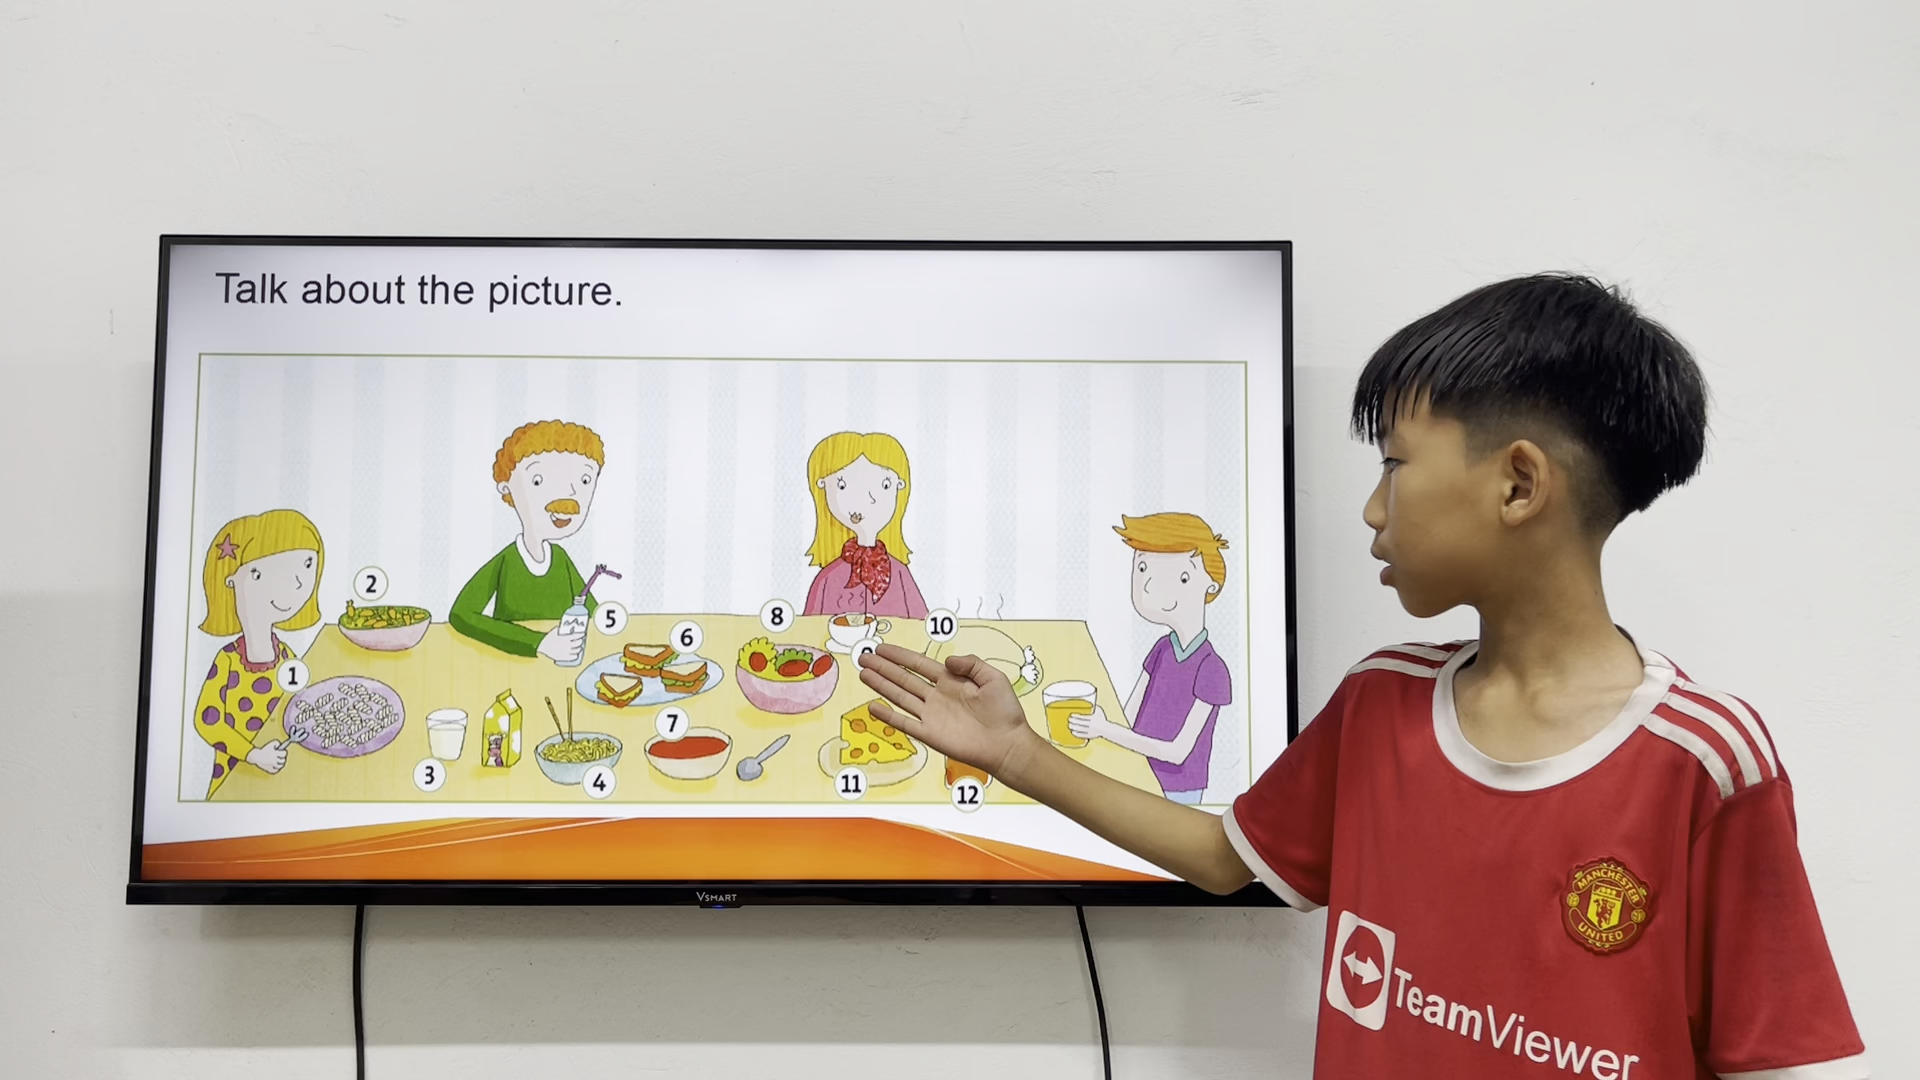 Talk about the picture.
1
2
3
4
5
6
7
8
10
11
12
VSMART
MANCHESTER
UNITED
TeamViewer